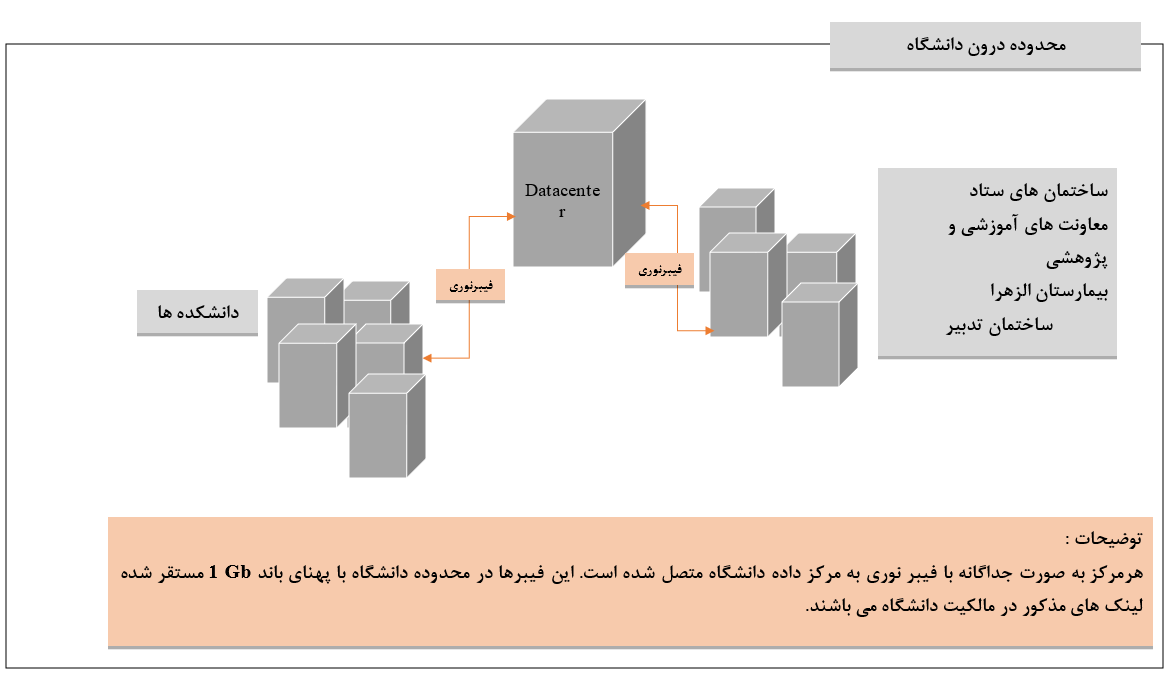 محدوده درون دانشگاه
Datacente
r
ساختمان های ستاد
معاونت های آموزشی و
پژوهشی
بیمارستان الزهرا
ساختمان تدبیر
فیبرنوری
فیبرنوری
دانشکده ها
توضیحات :
هرمرکز به صورت جداگانه با فیبر نوری به مرکز داده دانشگاه متصل شده است. این فیبرها در محدوده دانشگاه با پهنای باند 1 Gb مستقر شده
لینک های مذکور در مالکیت دانشگاه می باشند.